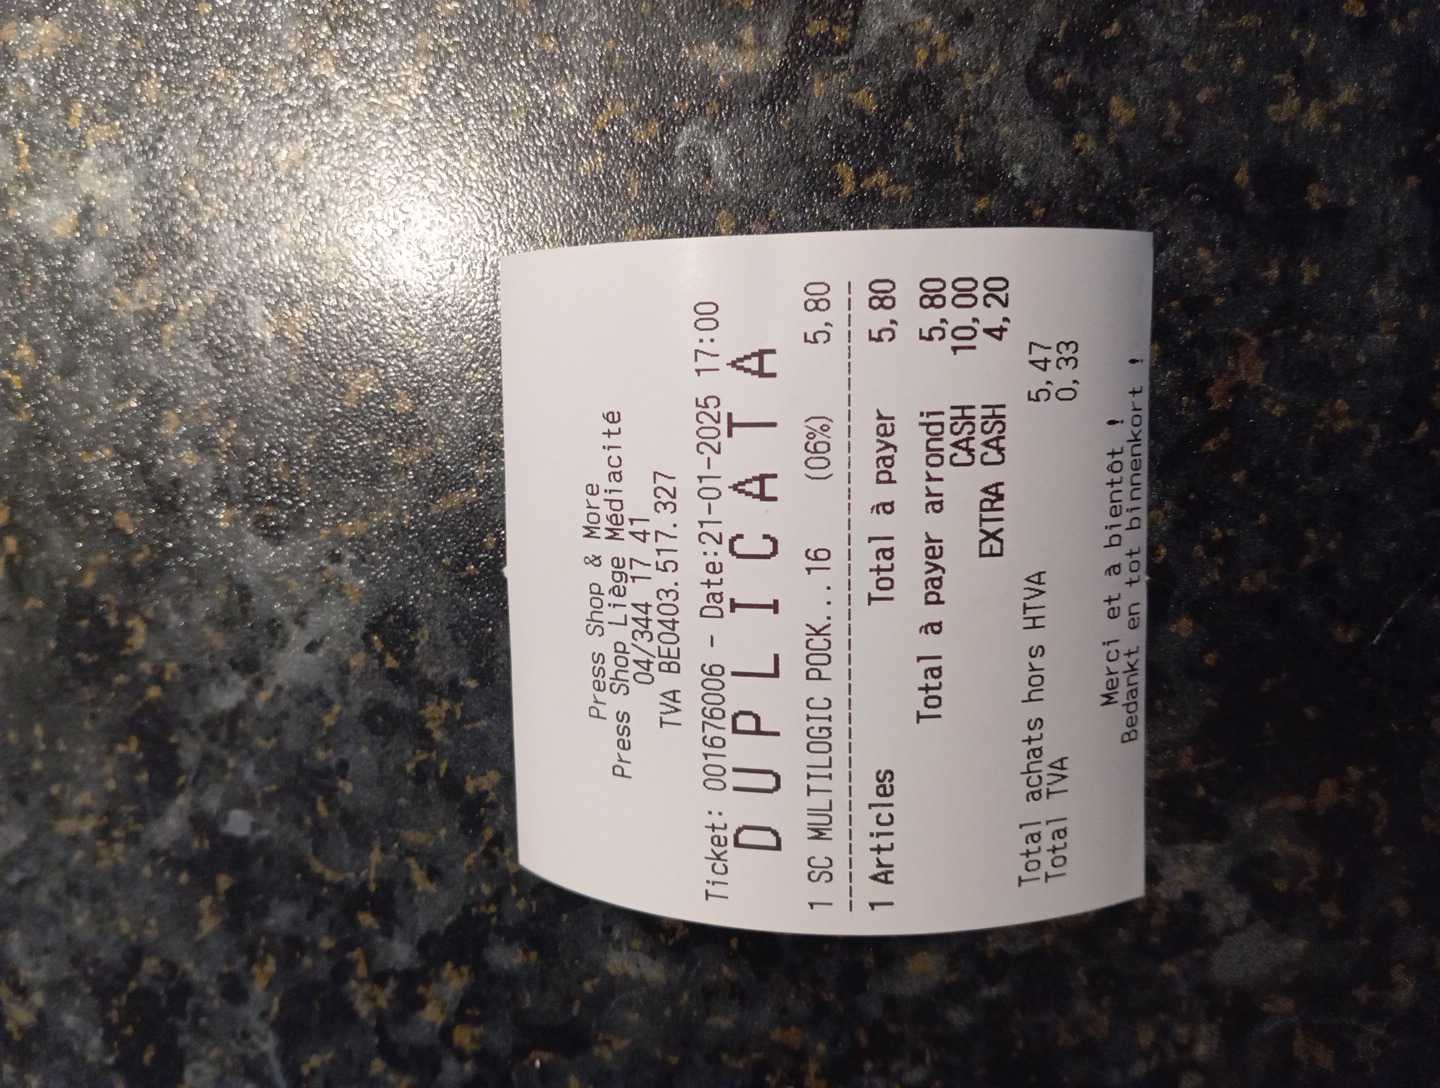 Press Shop & More
Press Shop Liège Médiacité
04/344 17 41
TVA BE0403.517.327
Ticket: 001676006 - Date:21-01-2025 17:00
D U P L I C A T A
1 SC MULTILOGIC POCK...16 (06%) 5,80
1 Articles Total à payer 5,80
Total à payer arrondi 5,80
CASH 10,00
EXTRA CASH 4,20
Total achats hors HTVA 5,47
Total TVA 0,33
Merci et à bientôt !
Bedankt en tot binnenkort !